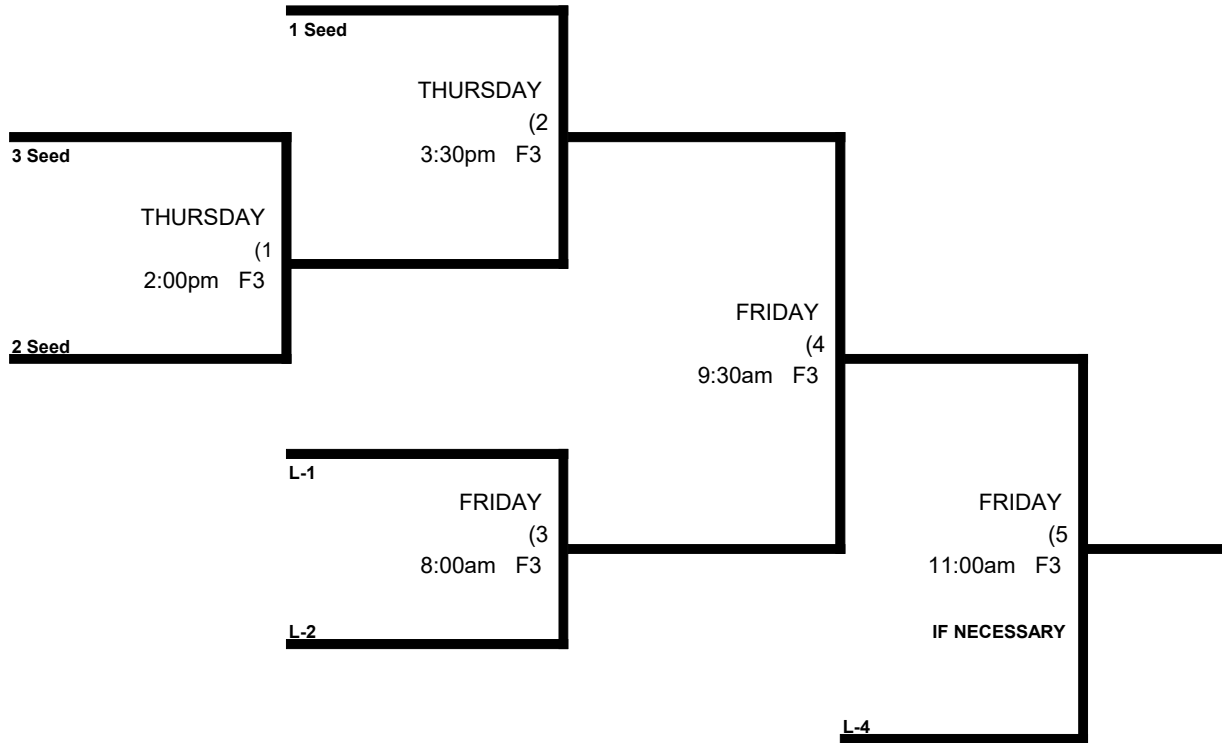 1 Seed
THURSDAY
(2
3:30pm F3
3 Seed
THURSDAY
(1
2:00pm F3
2 Seed
FRIDAY
(4
9:30am F3
L-1
FRIDAY
(3
8:00am F3
L-2
FRIDAY
(5
11:00am F3
IF NECESSARY
L-4